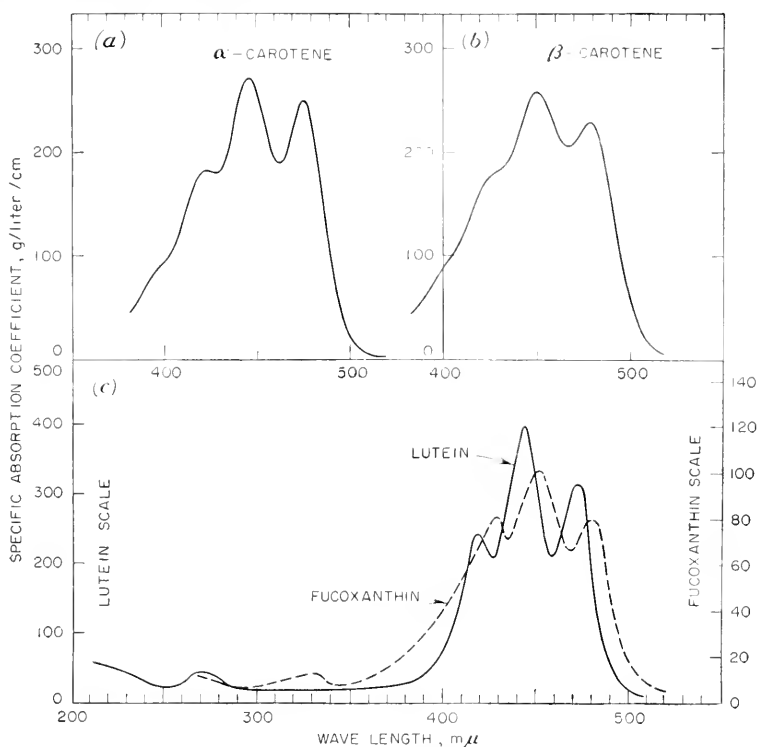 (a)
α-CAROTENE
300
200
100
0
400
500
(b)
β-CAROTENE
300
200
100
0
400
500
SPECIFIC ABSORPTION COEFFICIENT, g/liter/cm
(c)
500
400
300
200
100
0
LUTEIN SCALE
LUTEIN
FUCOXANTHIN
140
120
100
80
60
40
20
0
FUCOXANTHIN SCALE
200
300
400
500
WAVE LENGTH, mμ